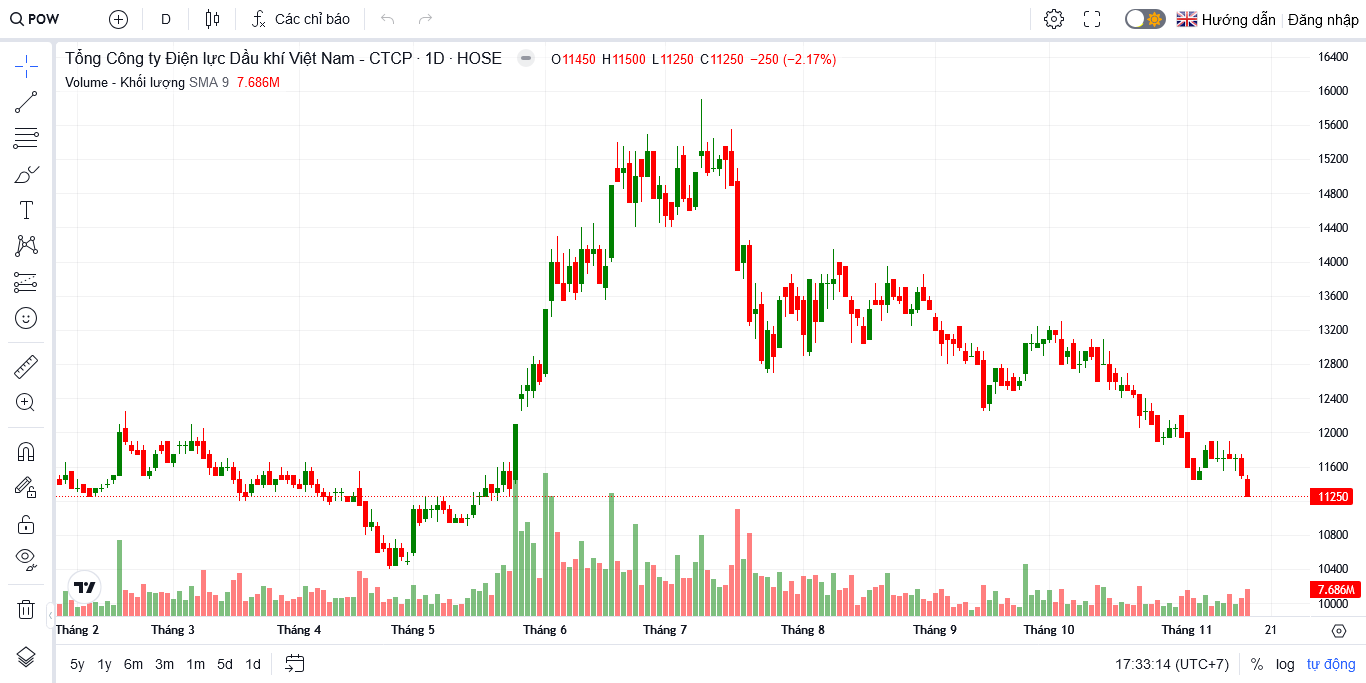 POW D Các chỉ báo Hướng dẫn Đăng nhập
Tổng Công ty Điện lực Dầu khí Việt Nam - CTCP · 1D · HOSE O11450 H11500 L11250 C11250 −250 (−2.17%)
Volume - Khối lượng SMA 9 7.686M
16400
16000
15600
15200
14800
14400
14000
13600
13200
12800
12400
12000
11600
11250
10800
10400
7.686M
10000
Tháng 2 Tháng 3 Tháng 4 Tháng 5 Tháng 6 Tháng 7 Tháng 8 Tháng 9 Tháng 10 Tháng 11 21
5y 1y 6m 3m 1m 5d 1d 17:33:14 (UTC+7) % log tự động